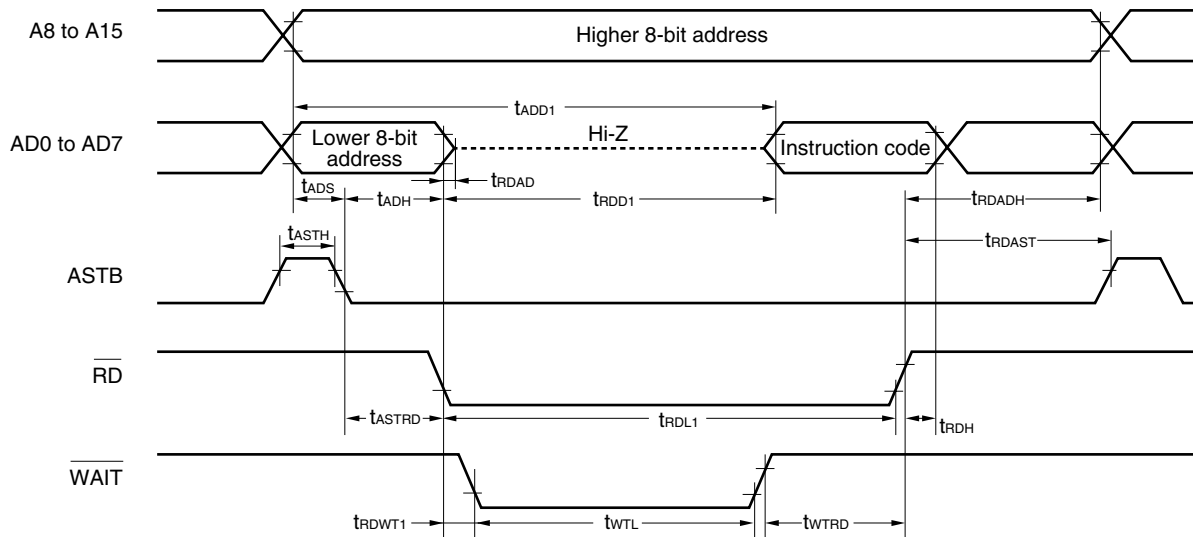 A8 to A15
Higher 8-bit address
tADD1
AD0 to AD7
Lower 8-bit
address
Hi-Z
Instruction code
tRDAD
tADS
tADH
tRDD1
tRDADH
tASTH
tRDAST
ASTB
RD
tASTRD
tRDL1
tRDH
WAIT
tRDWT1
tWTL
tWTRD